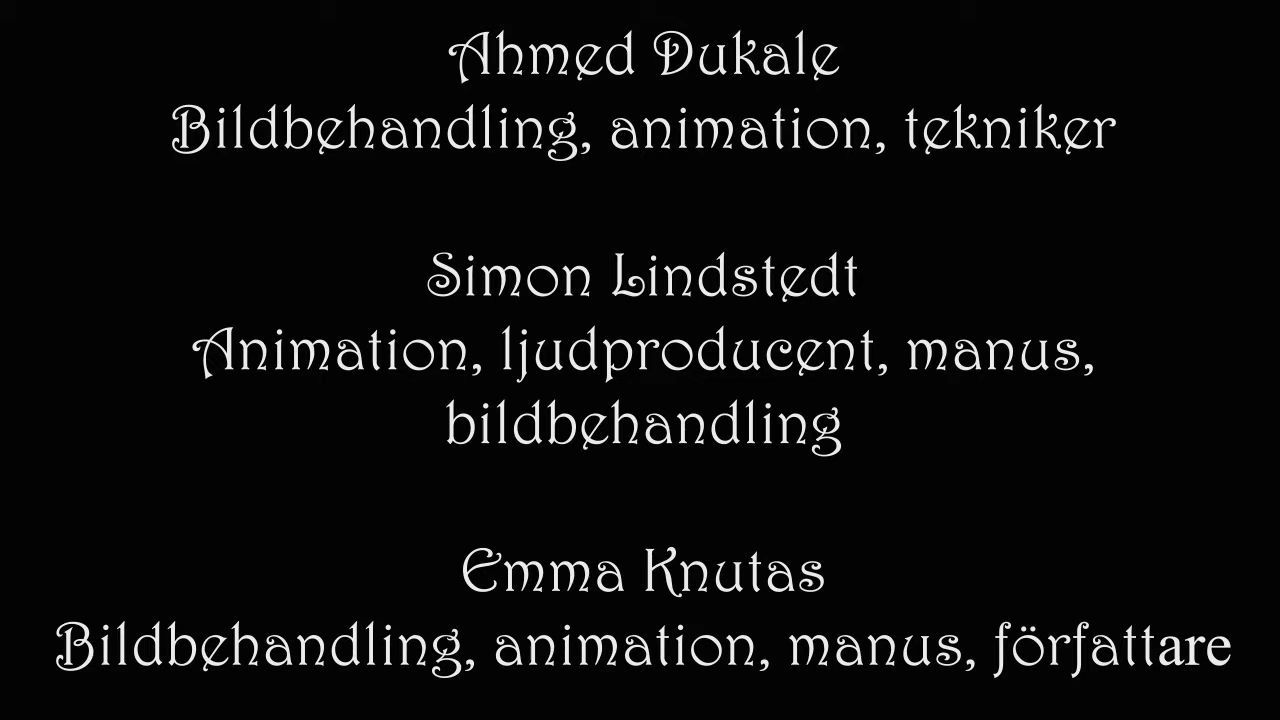 Ahmed Dukale
Bildbehandling, animation, tekniker
Simon Lindstedt
Animation, ljudproducent, manus,
bildbehandling
Emma Knutas
Bildbehandling, animation, manus, författare